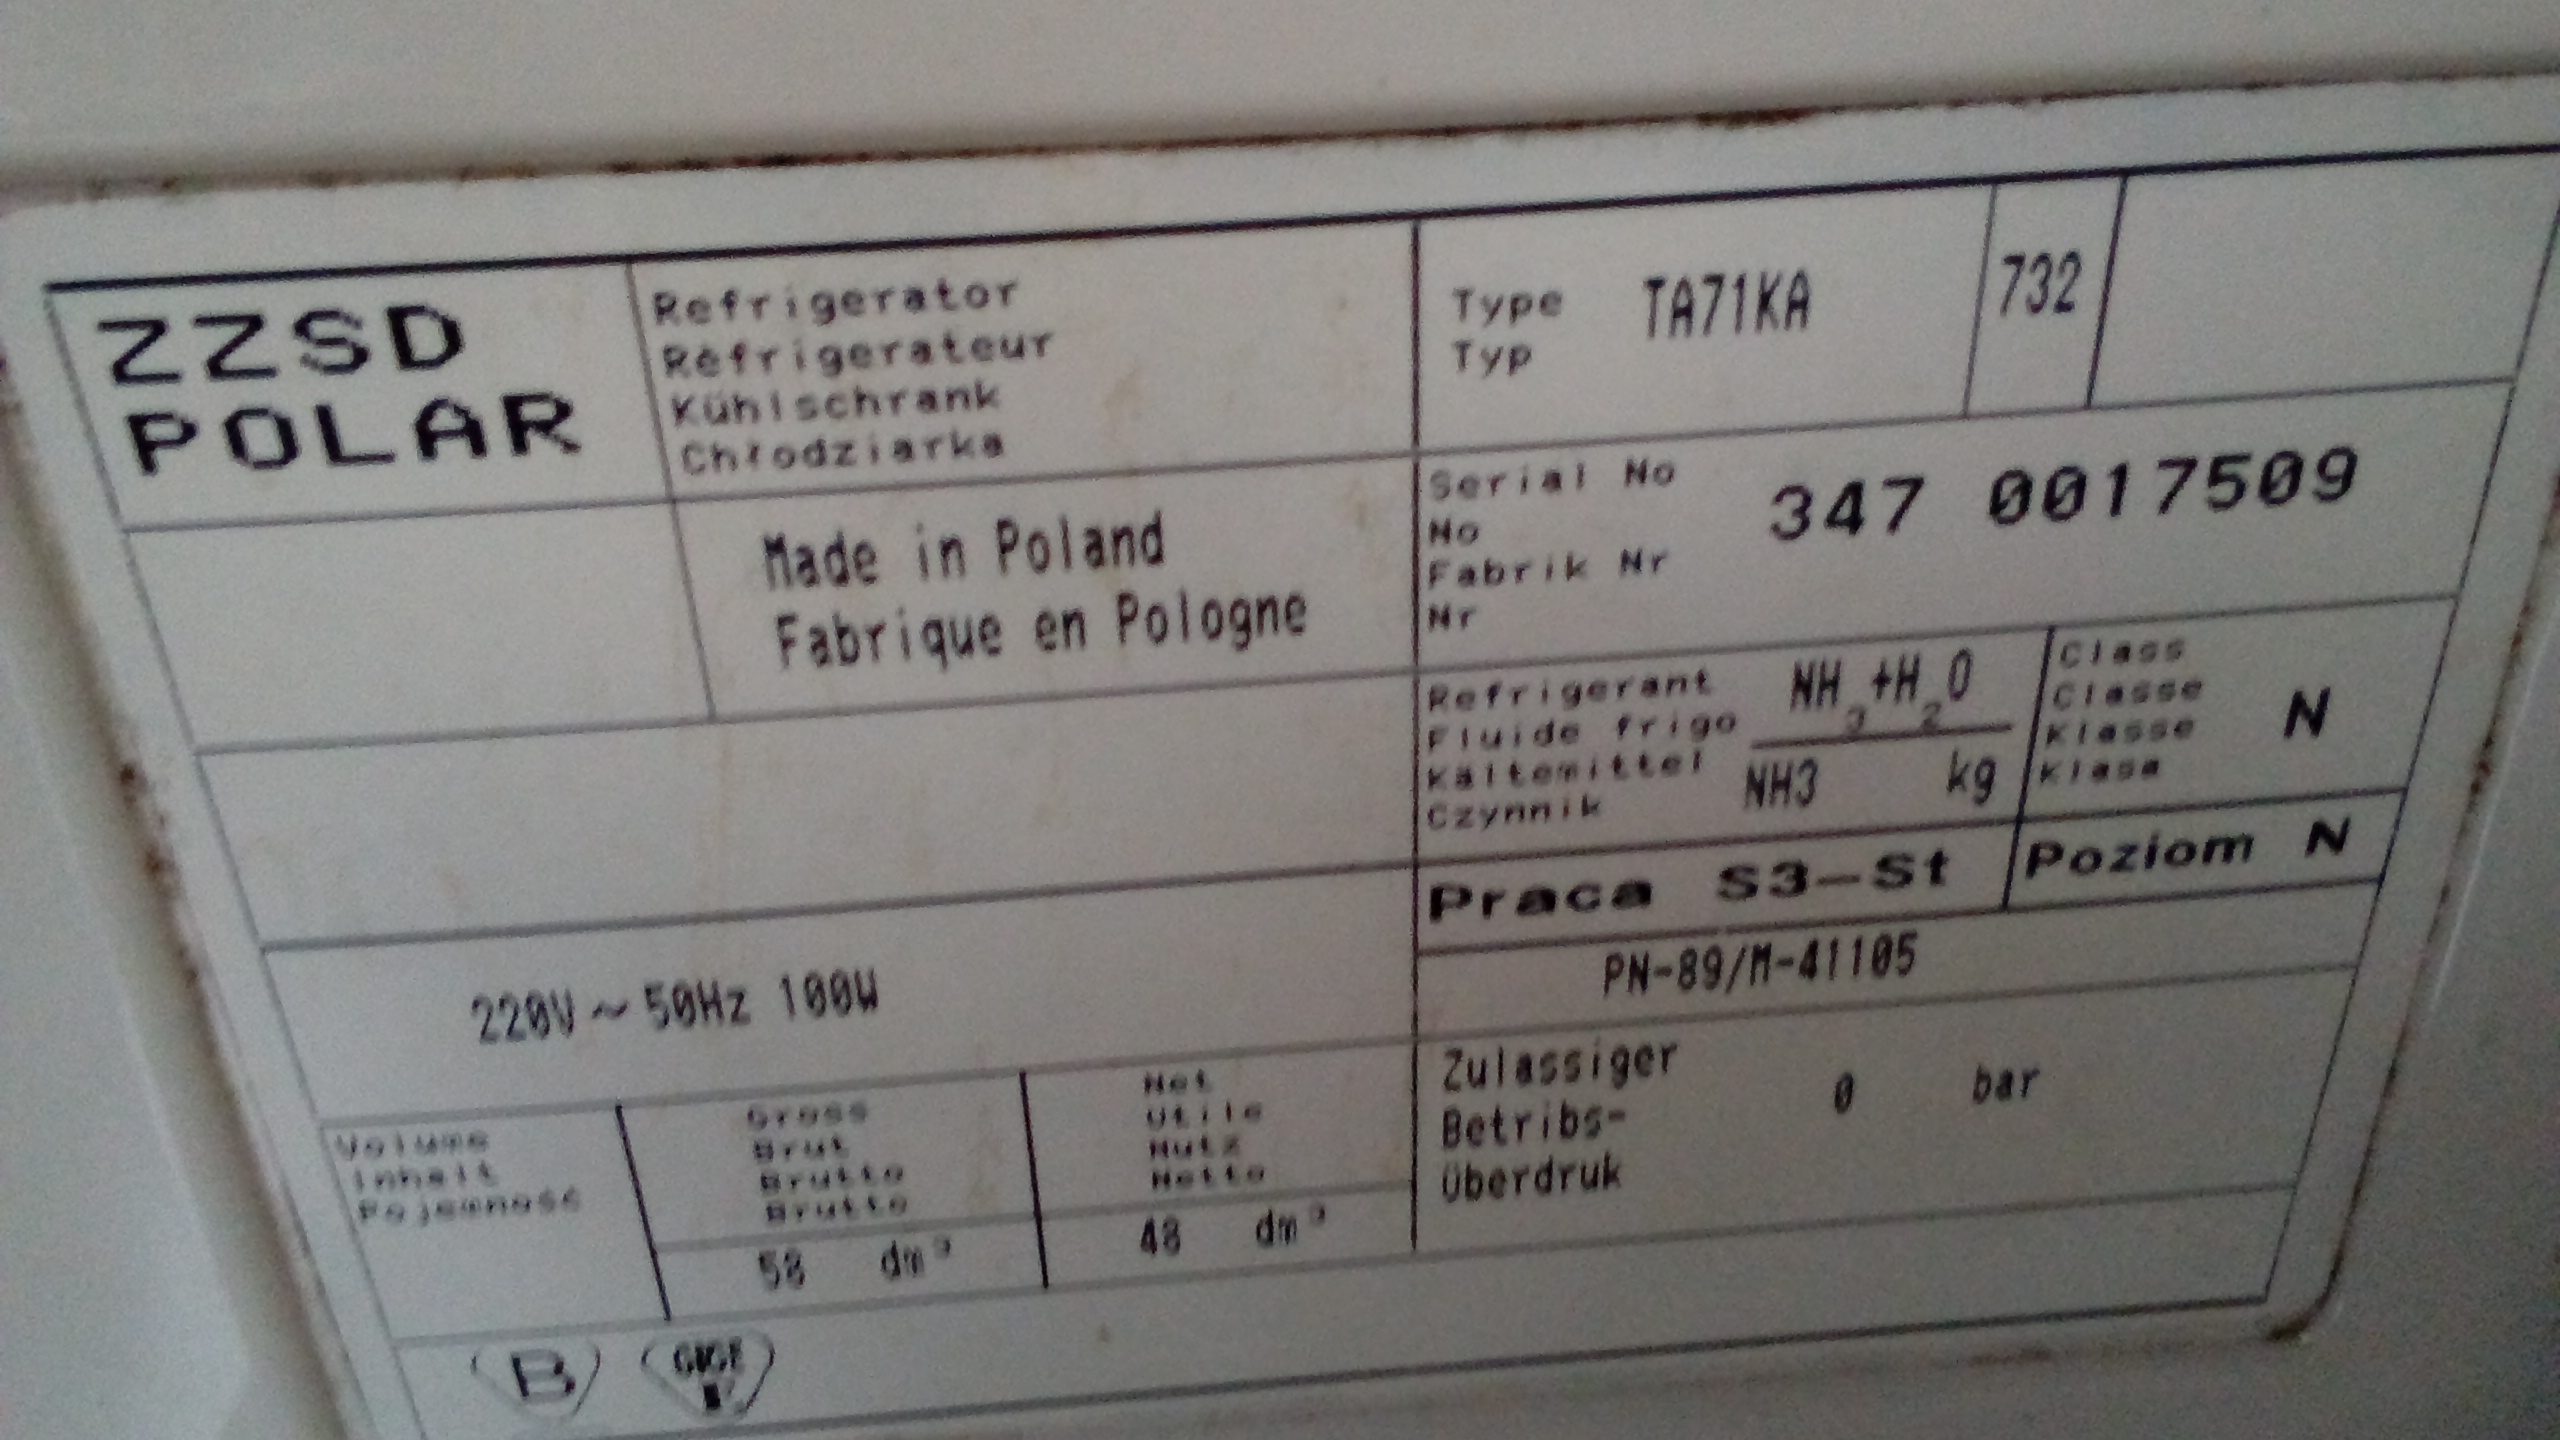 ZZSD
POLAR
Refrigerator
Réfrigerateur
Kühlschrank
Chłodziarka
Type
Typ
TA71KA
732
Made in Poland
Fabrique en Pologne
Serial No
No
Fabrik Nr
Nr
347 0017509
Refrigerant
Fluide frigo
Kältemittel
Czynnik
NH3+H2O
NH3 kg
Class
Classe
Klasse
Klasa
N
Praca S3-St
Poziom N
PN-89/M-41105
220V ~ 50Hz 100W
Volume
Inhalt
Pojemność
Gross
Brut
Brutto
Brutto
58 dm³
Net
Utile
Nutz
Netto
48 dm³
Zulassiger
Betribs-
Überdruk
0 bar
B